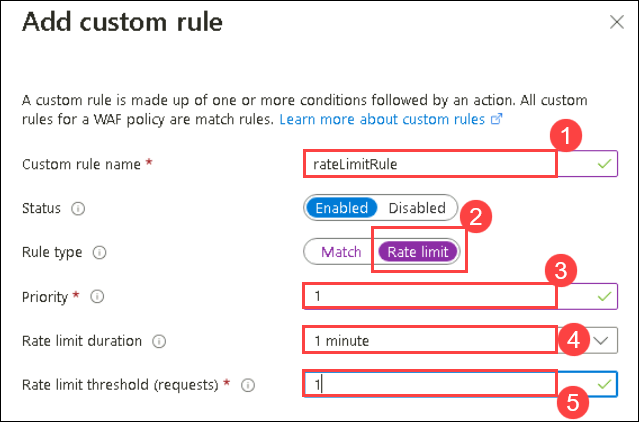 Add custom rule
A custom rule is made up of one or more conditions followed by an action. All custom
rules for a WAF policy are match rules. Learn more about custom rules
1
Custom rule name * rateLimitRule
Status Enabled Disabled
2
Rule type Match Rate limit
3
Priority * 1
Rate limit duration 1 minute 4
Rate limit threshold (requests) * 1
5